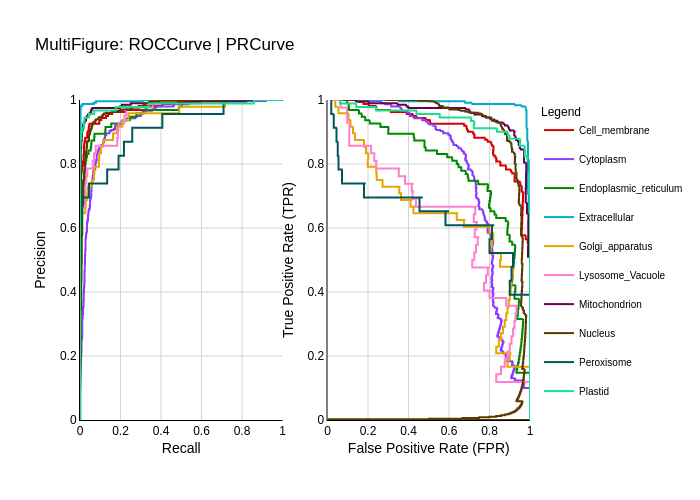 MultiFigure: ROCCurve | PRCurve
Legend
Cell_membrane
Cytoplasm
Endoplasmic_reticulum
Extracellular
Golgi_apparatus
Lysosome_Vacuole
Mitochondrion
Nucleus
Peroxisome
Plastid
Precision
1
0.8
0.6
0.4
0.2
0
0 0.2 0.4 0.6 0.8 1
Recall
True Positive Rate (TPR)
1
0.8
0.6
0.4
0.2
0
0 0.2 0.4 0.6 0.8 1
False Positive Rate (FPR)